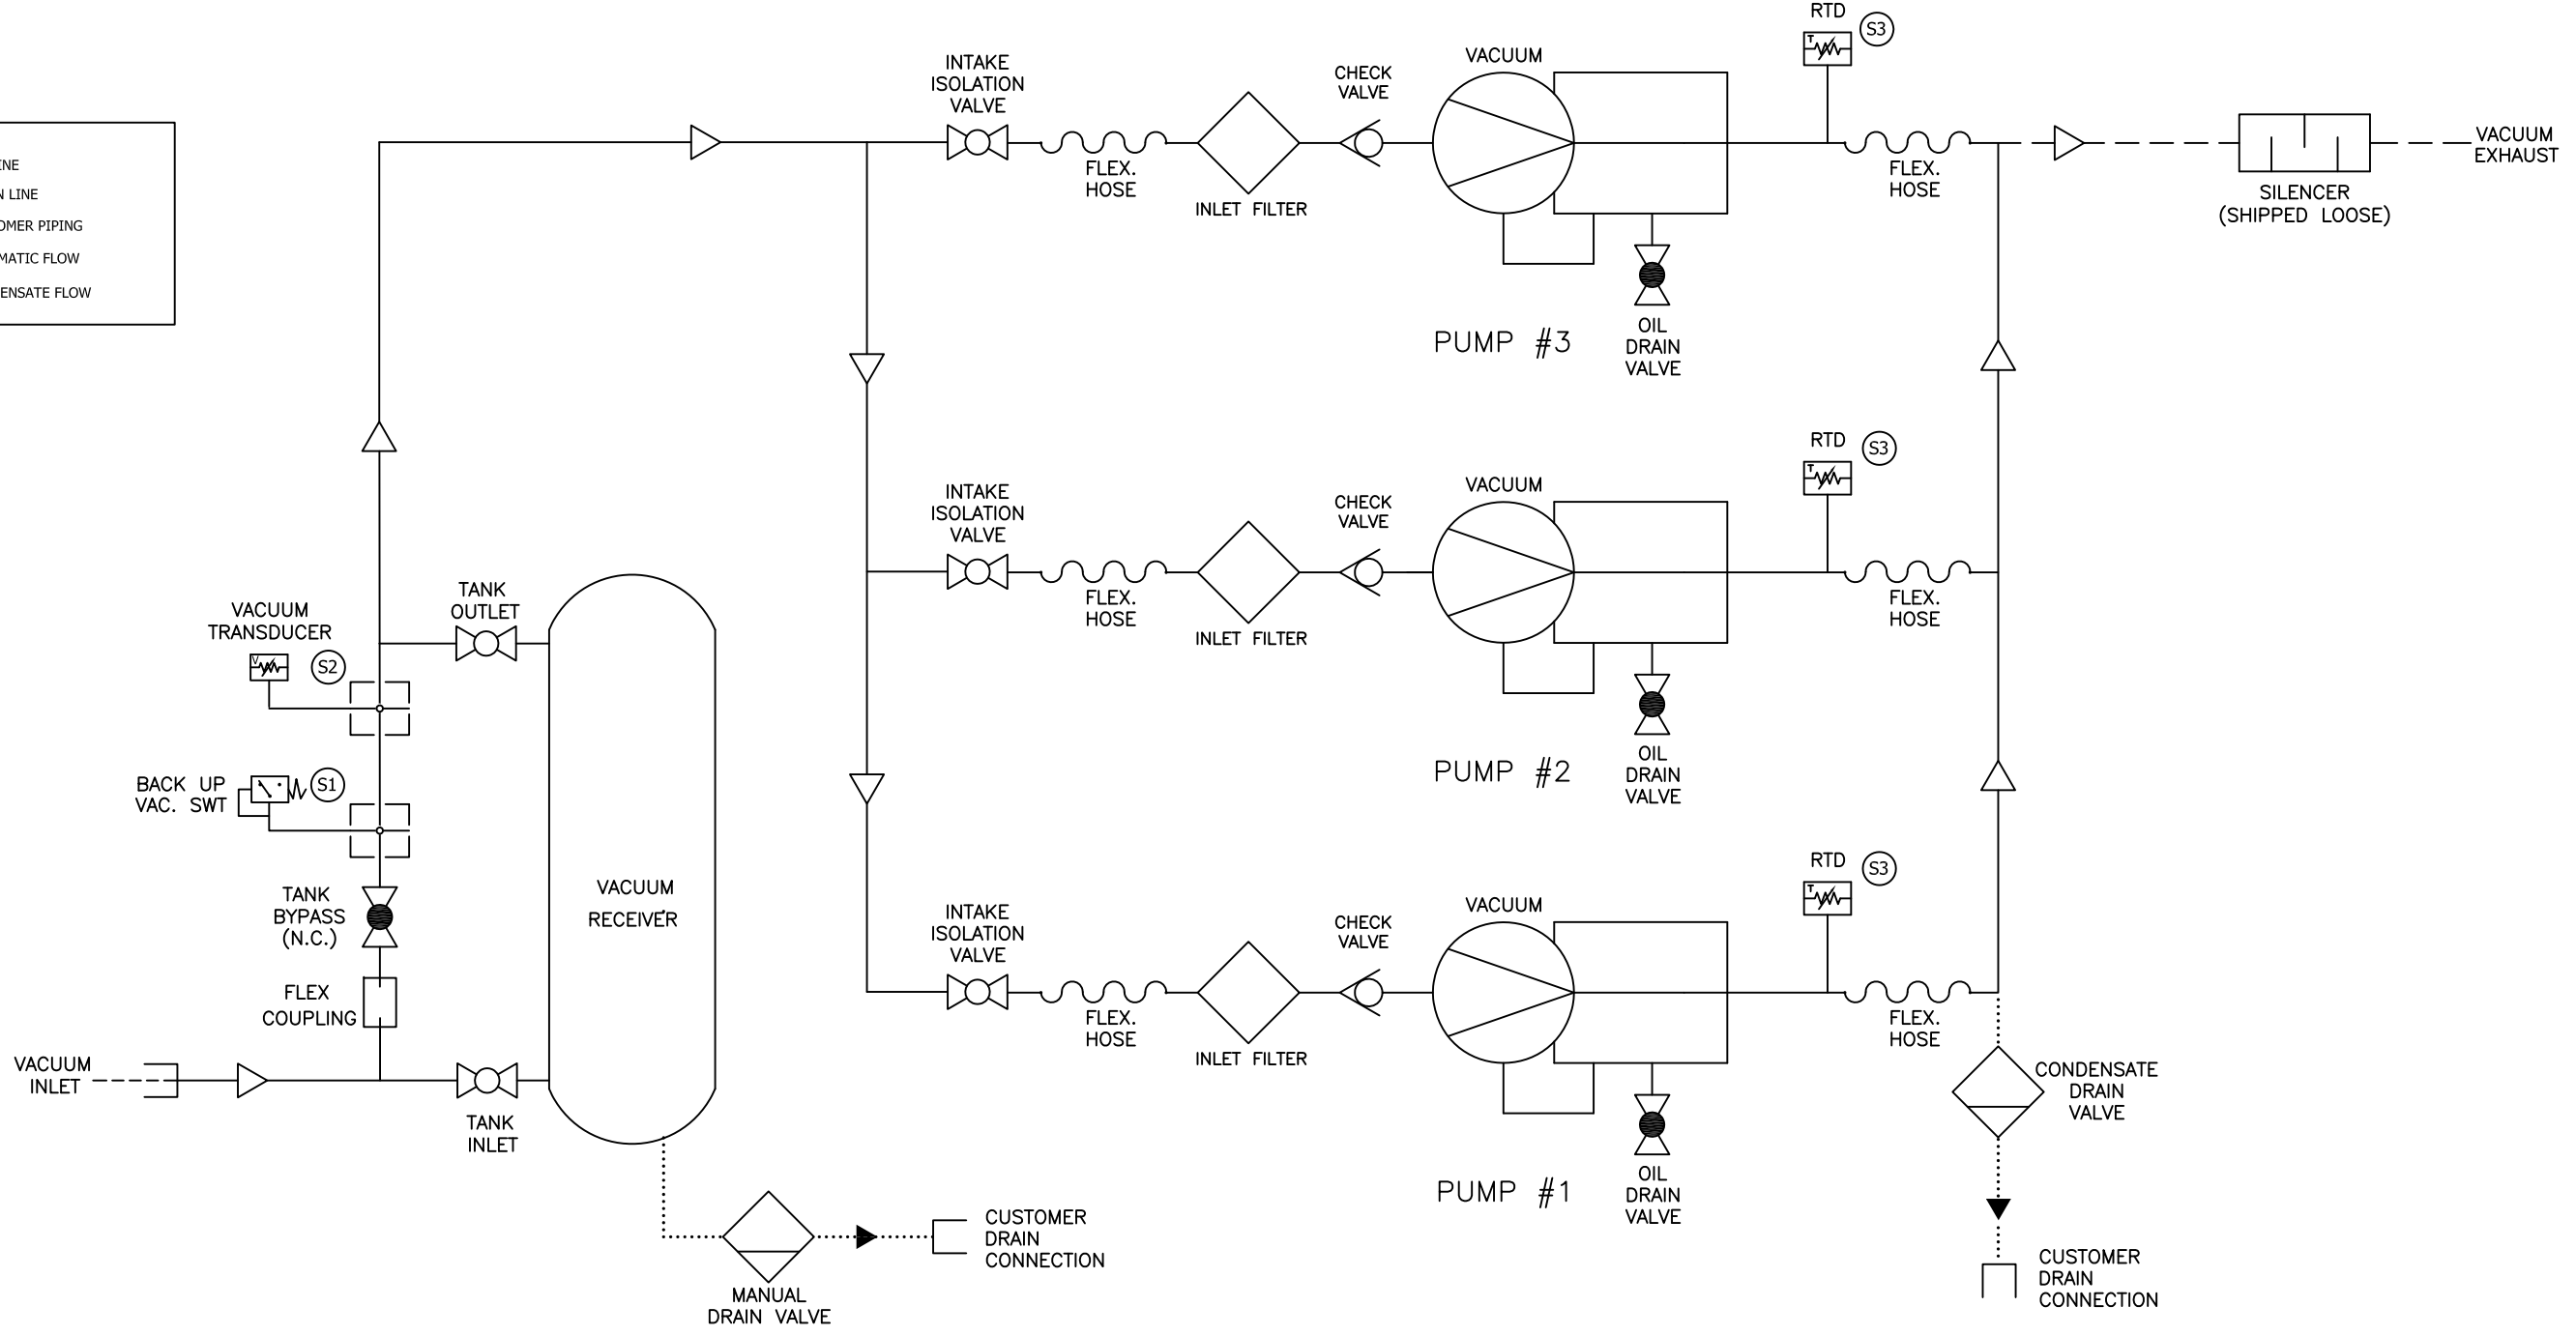 LINE
OMER PIPING
MATIC FLOW
ENSATE FLOW
INTAKE
ISOLATION
VALVE
FLEX.
HOSE
INLET FILTER
CHECK
VALVE
VACUUM
PUMP #3
OIL
DRAIN
VALVE
RTD
S3
T
FLEX.
HOSE
SILENCER
(SHIPPED LOOSE)
VACUUM
EXHAUST
INTAKE
ISOLATION
VALVE
FLEX.
HOSE
INLET FILTER
CHECK
VALVE
VACUUM
PUMP #2
OIL
DRAIN
VALVE
RTD
S3
T
FLEX.
HOSE
TANK
OUTLET
VACUUM
TRANSDUCER
V
S2
BACK UP
VAC. SWT
S1
TANK
BYPASS
(N.C.)
FLEX
COUPLING
VACUUM
INLET
TANK
INLET
VACUUM
RECEIVER
MANUAL
DRAIN VALVE
CUSTOMER
DRAIN
CONNECTION
INTAKE
ISOLATION
VALVE
FLEX.
HOSE
INLET FILTER
CHECK
VALVE
VACUUM
PUMP #1
OIL
DRAIN
VALVE
RTD
S3
T
FLEX.
HOSE
CONDENSATE
DRAIN
VALVE
CUSTOMER
DRAIN
CONNECTION